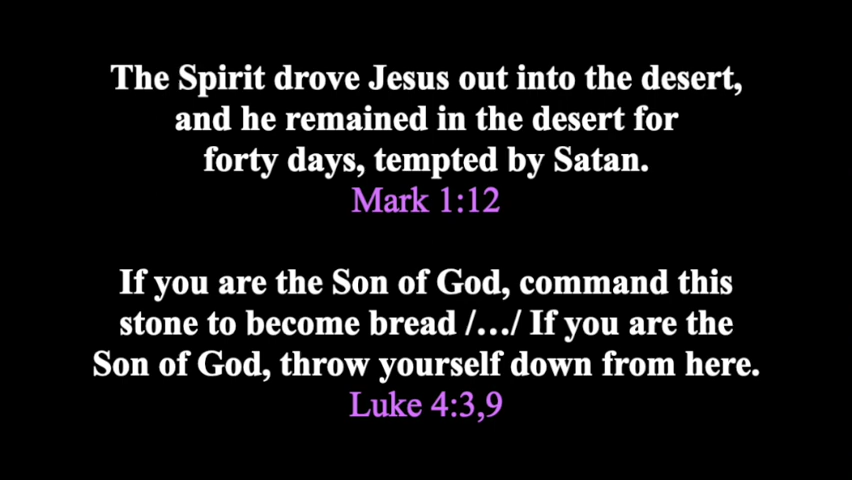 The Spirit drove Jesus out into the desert,
and he remained in the desert for
forty days, tempted by Satan.
Mark 1:12
If you are the Son of God, command this
stone to become bread /…/ If you are the
Son of God, throw yourself down from here.
Luke 4:3,9